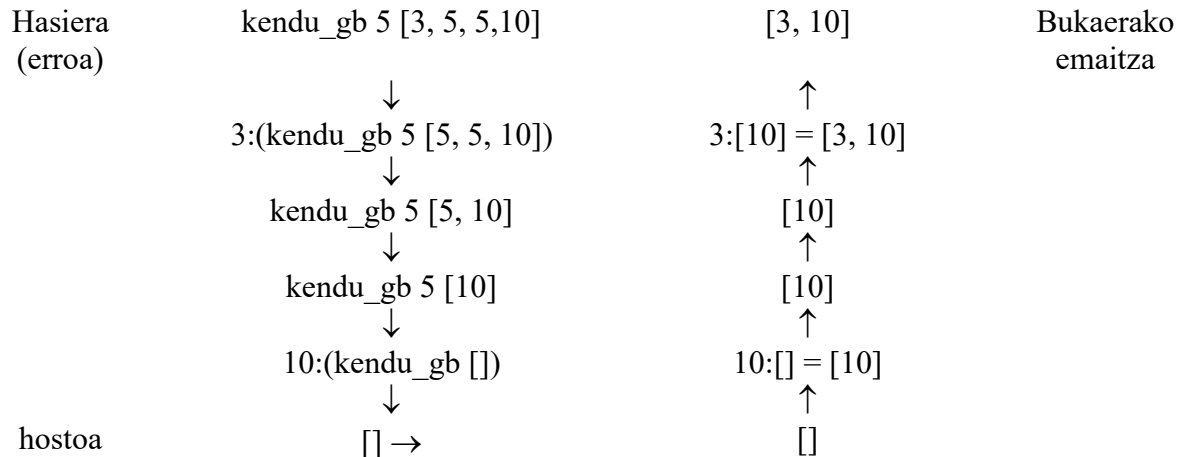 Hasiera kendu_gb 5 [3, 5, 5,10] [3, 10] Bukaerako
(erroa) emaitza
↓ ↑
3:(kendu_gb 5 [5, 5, 10]) 3:[10] = [3, 10]
↓ ↑
kendu_gb 5 [5, 10] [10]
↓ ↑
kendu_gb 5 [10] [10]
↓ ↑
10:(kendu_gb []) 10:[] = [10]
↓ ↑
hostoa [] → []